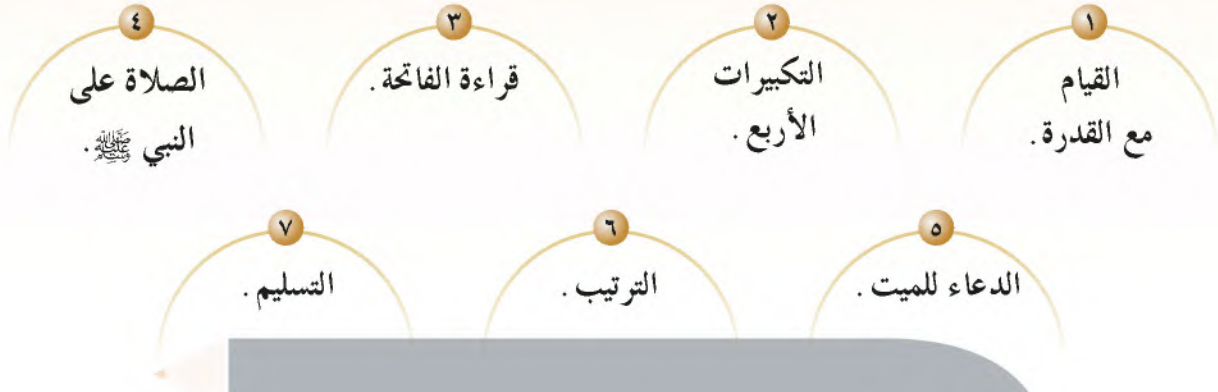 ١
القيام
مع القدرة.
٢
التكبيرات
الأربع.
٣
قراءة الفاتحة.
٤
الصلاة على
النبي ﷺ.
٥
الدعاء للميت.
٦
الترتيب.
٧
التسليم.